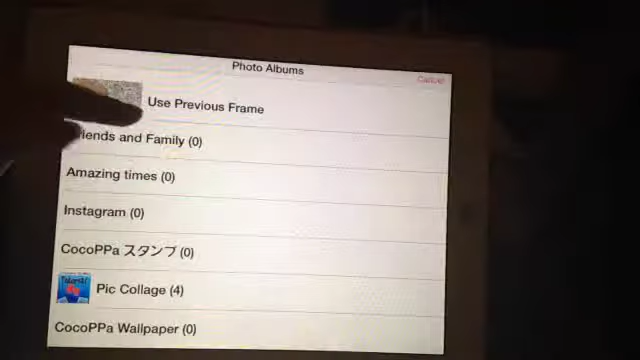 Photo Albums
Cancel
Use Previous Frame
iends and Family (0)
Amazing times (0)
Instagram (0)
CocoPPa スタンプ (0)
Pic Collage (4)
CocoPPa Wallpaper (0)